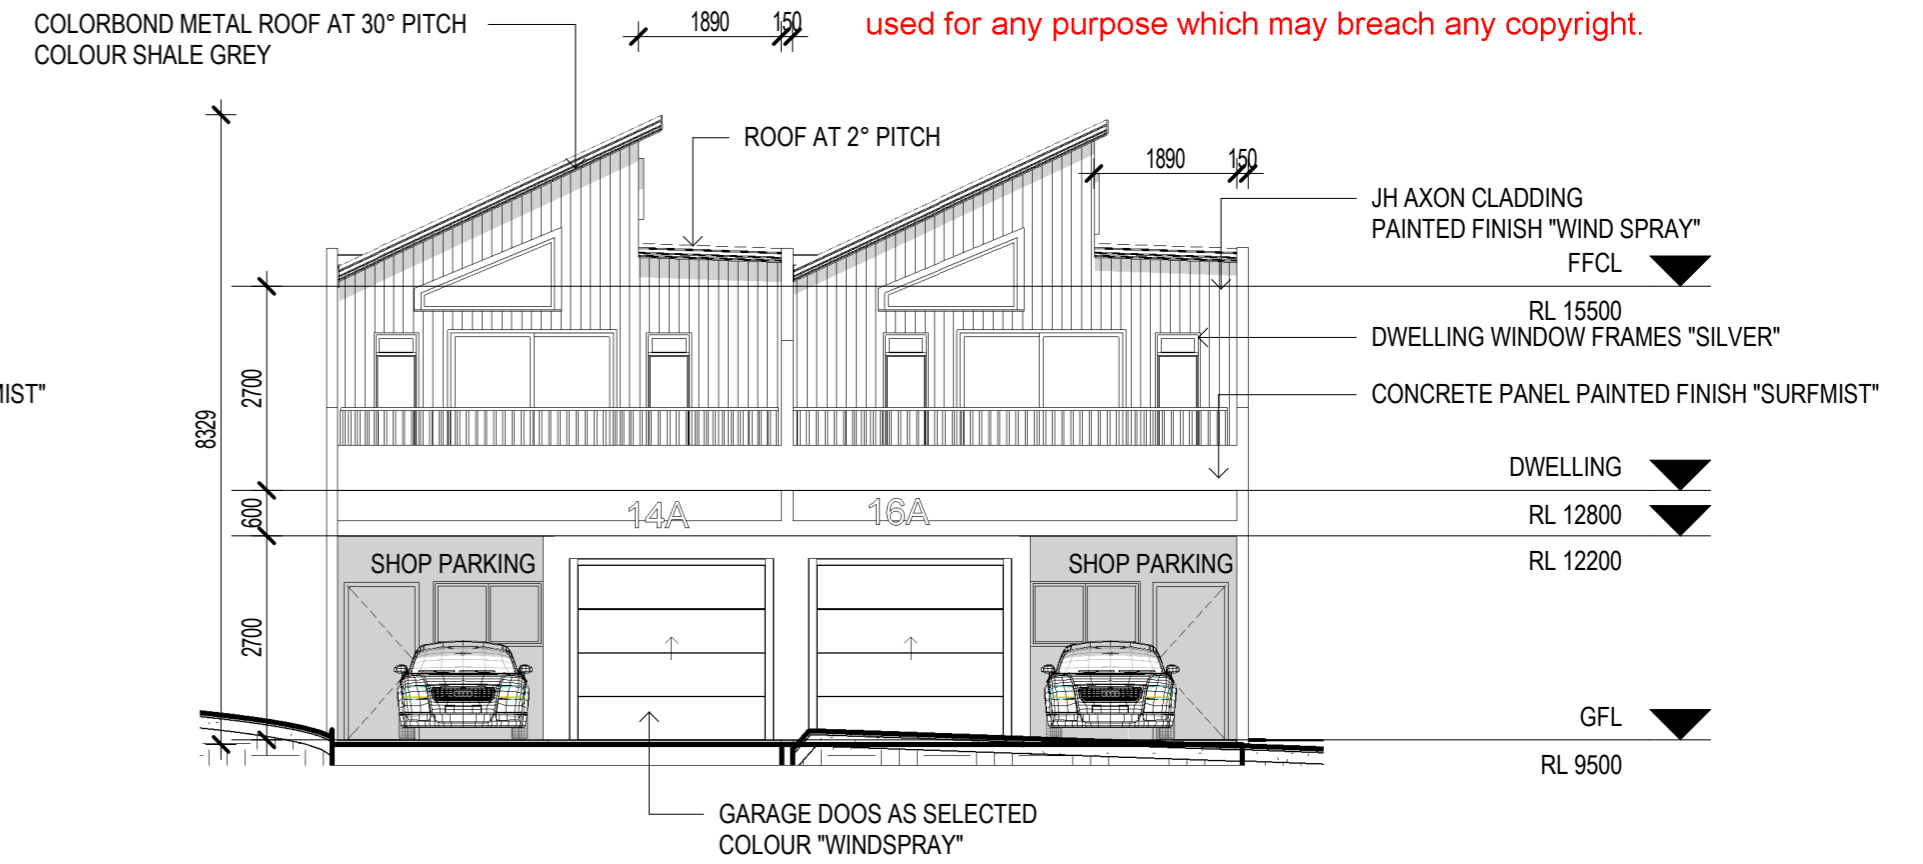 COLORBOND METAL ROOF AT 30° PITCH
COLOUR SHALE GREY
1890
150
used for any purpose which may breach any copyright.
ROOF AT 2° PITCH
1890
150
JH AXON CLADDING
PAINTED FINISH "WIND SPRAY"
FFCL
RL 15500
DWELLING WINDOW FRAMES "SILVER"
MIST"
CONCRETE PANEL PAINTED FINISH "SURFMIST"
8329
2700
600
2700
DWELLING
RL 12800
RL 12200
14A
16A
SHOP PARKING
SHOP PARKING
GFL
RL 9500
GARAGE DOOS AS SELECTED
COLOUR "WINDSPRAY"